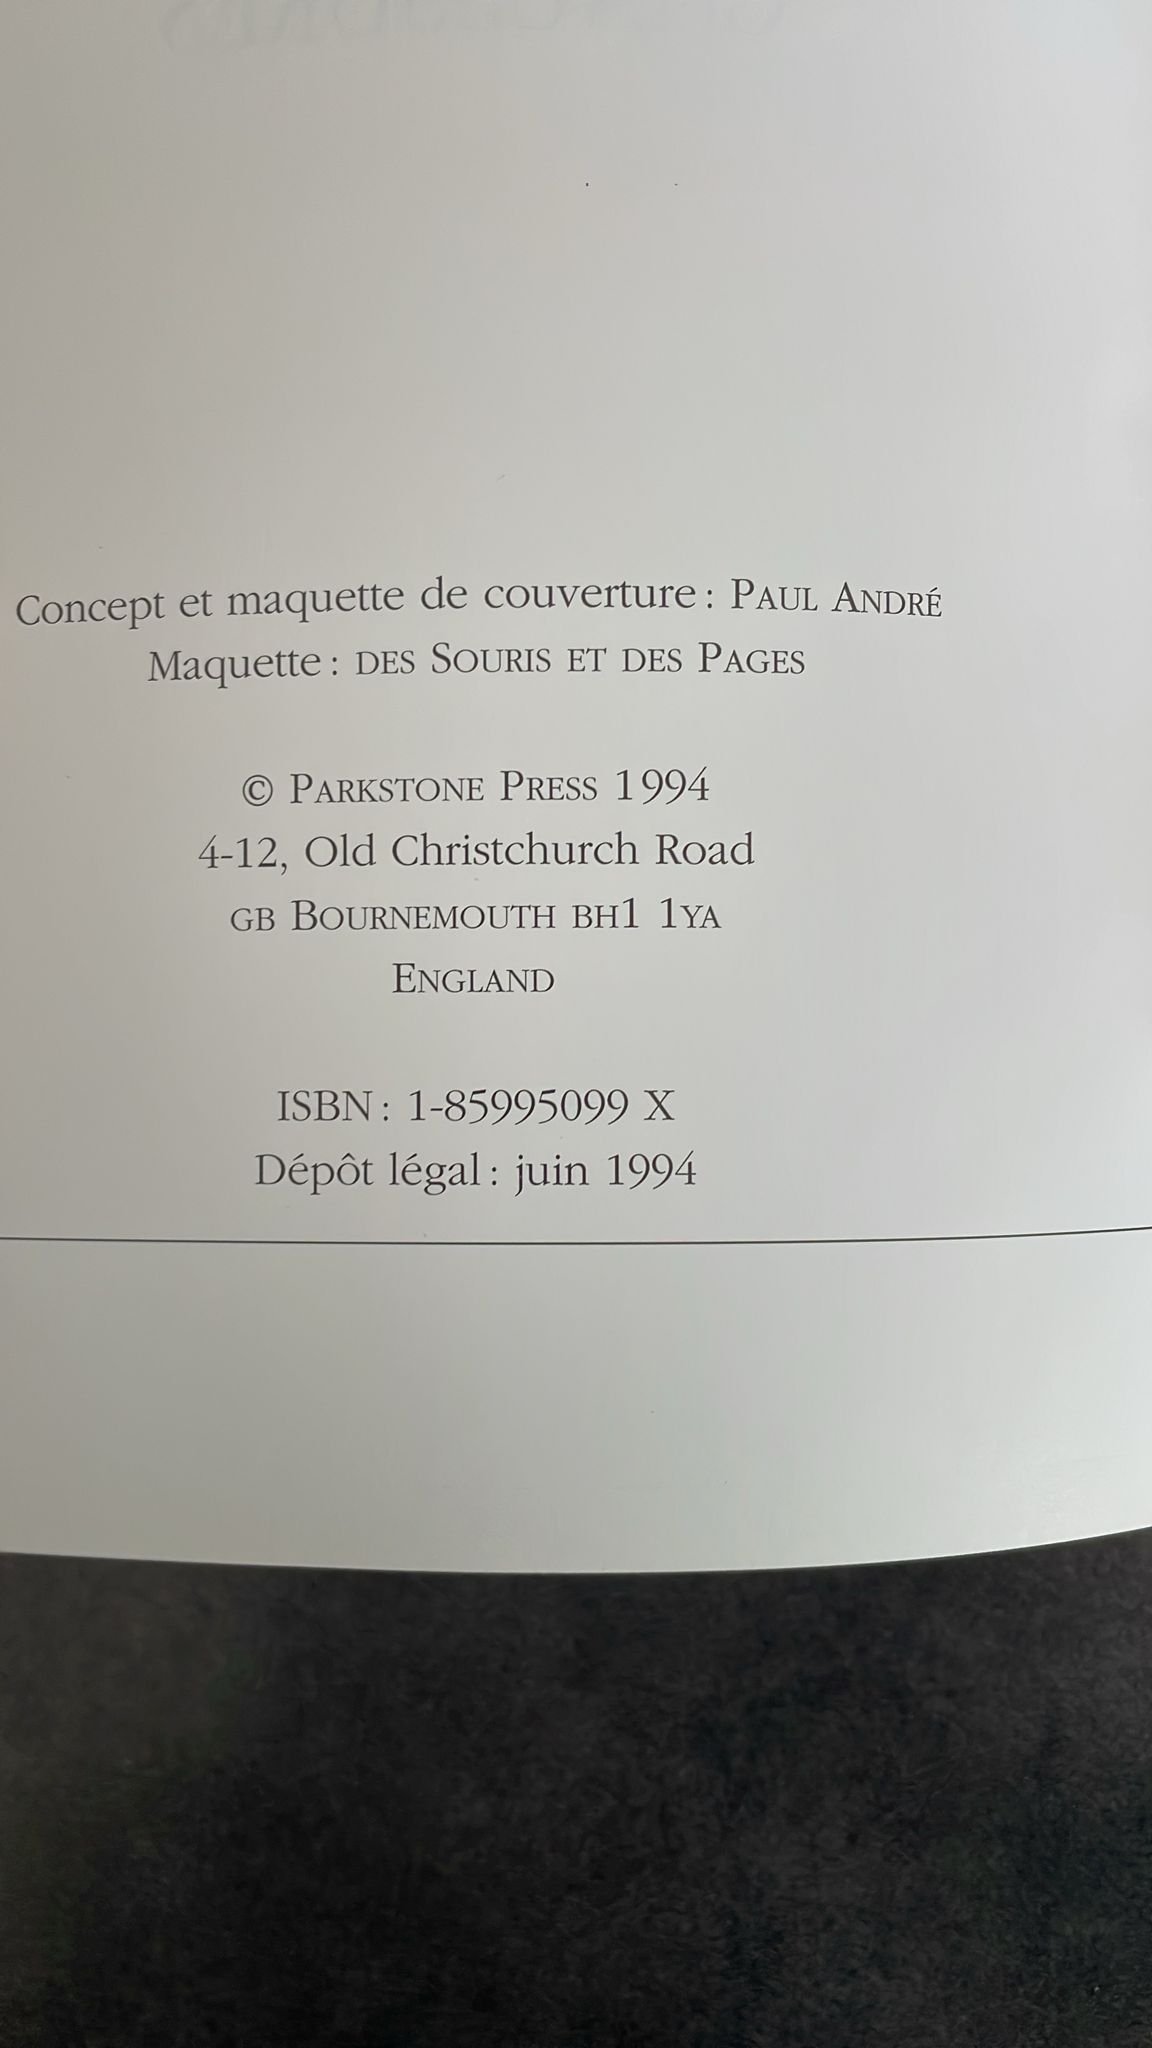 Concept et maquette de couverture : PAUL ANDRÉ
Maquette : DES SOURIS ET DES PAGES
© PARKSTONE PRESS 1994
4-12, Old Christchurch Road
GB BOURNEMOUTH BH1 1YA
ENGLAND
ISBN : 1-85995099 X
Dépôt légal : juin 1994